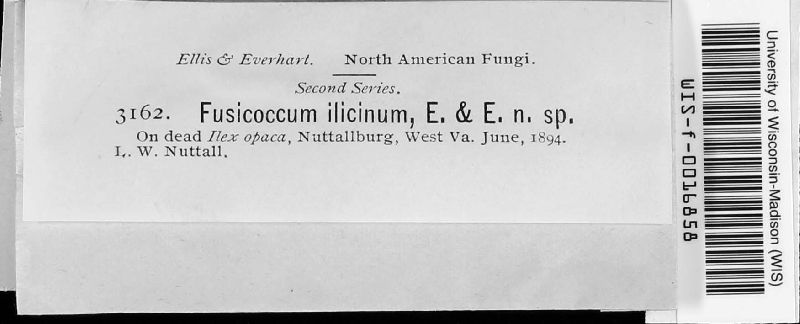 Ellis & Everhart. North American Fungi.
Second Series.
3162. Fusicoccum ilicinum, E. & E. n. sp.
On dead Ilex opaca, Nuttallburg, West Va. June, 1894.
L. W. Nuttall.
University of Wisconsin-Madison (WIS)
WIS-f-0019858